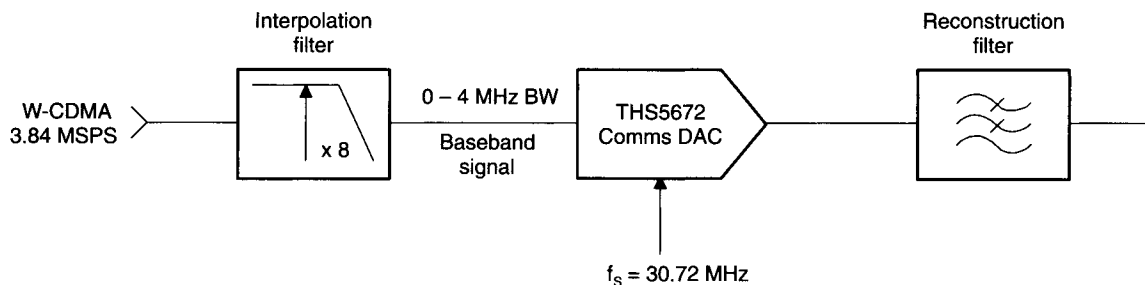 Interpolation
filter
W-CDMA
3.84 MSPS
x 8
0 – 4 MHz BW
Baseband
signal
THS5672
Comms DAC
fs = 30.72 MHz
Reconstruction
filter